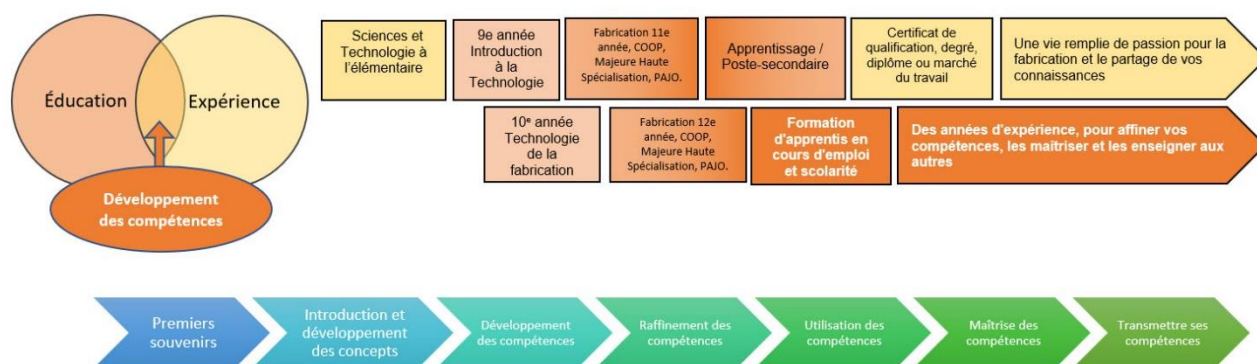 Éducation
Expérience
Développement
des compétences
Sciences et
Technologie à
l'élémentaire
9e année
Introduction
à la
Technologie
Fabrication 11e
année, COOP,
Majeure Haute
Spécialisation, PAJO.
Apprentissage /
Poste-secondaire
Certificat de
qualification, degré,
diplôme ou marché
du travail
Une vie remplie de passion pour la
fabrication et le partage de vos
connaissances
10e année
Technologie
de la
fabrication
Fabrication 12e
année, COOP,
Majeure Haute
Spécialisation, PAJO.
Formation
d'apprentis en
cours d'emploi
et scolarité
Des années d'expérience, pour affiner vos
compétences, les maîtriser et les enseigner aux
autres
Premiers
souvenirs
Introduction et
développement
des concepts
Développement
des compétences
Raffinement des
compétences
Utilisation des
compétences
Maîtrise des
compétences
Transmettre ses
compétences